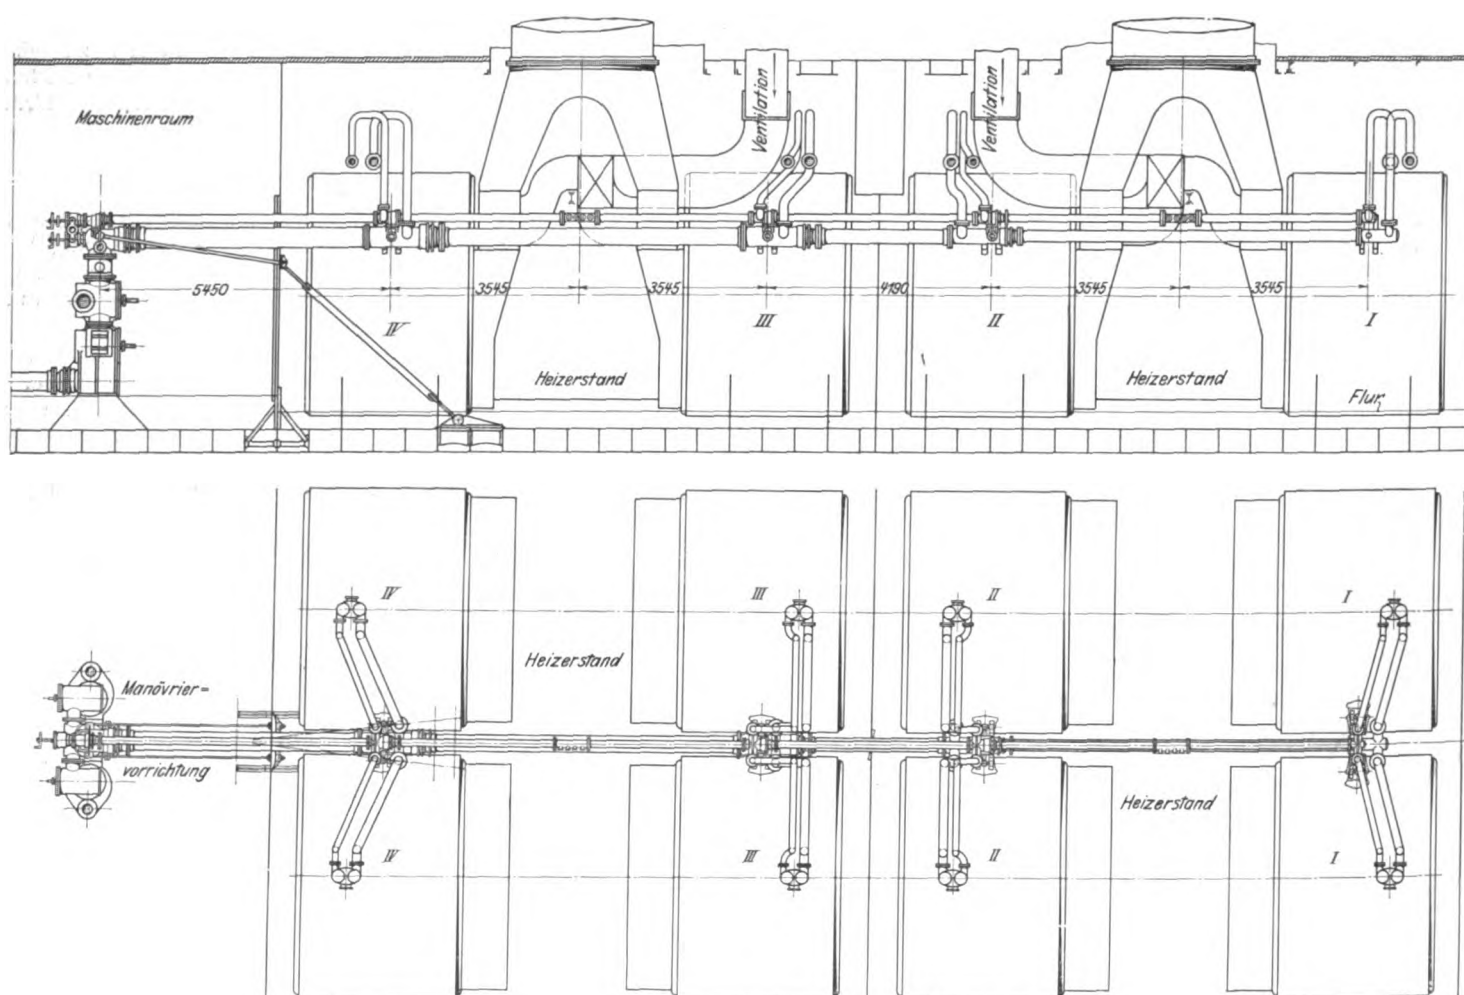 Maschinenraum
Ventilation
Ventilation
5450
3545
3545
4190
3545
3545
IV
III
II
I
Heizerstand
Heizerstand
Flur
IV
III
II
I
Heizerstand
Manövrier=
vorrichtung
Heizerstand
IV
III
II
I